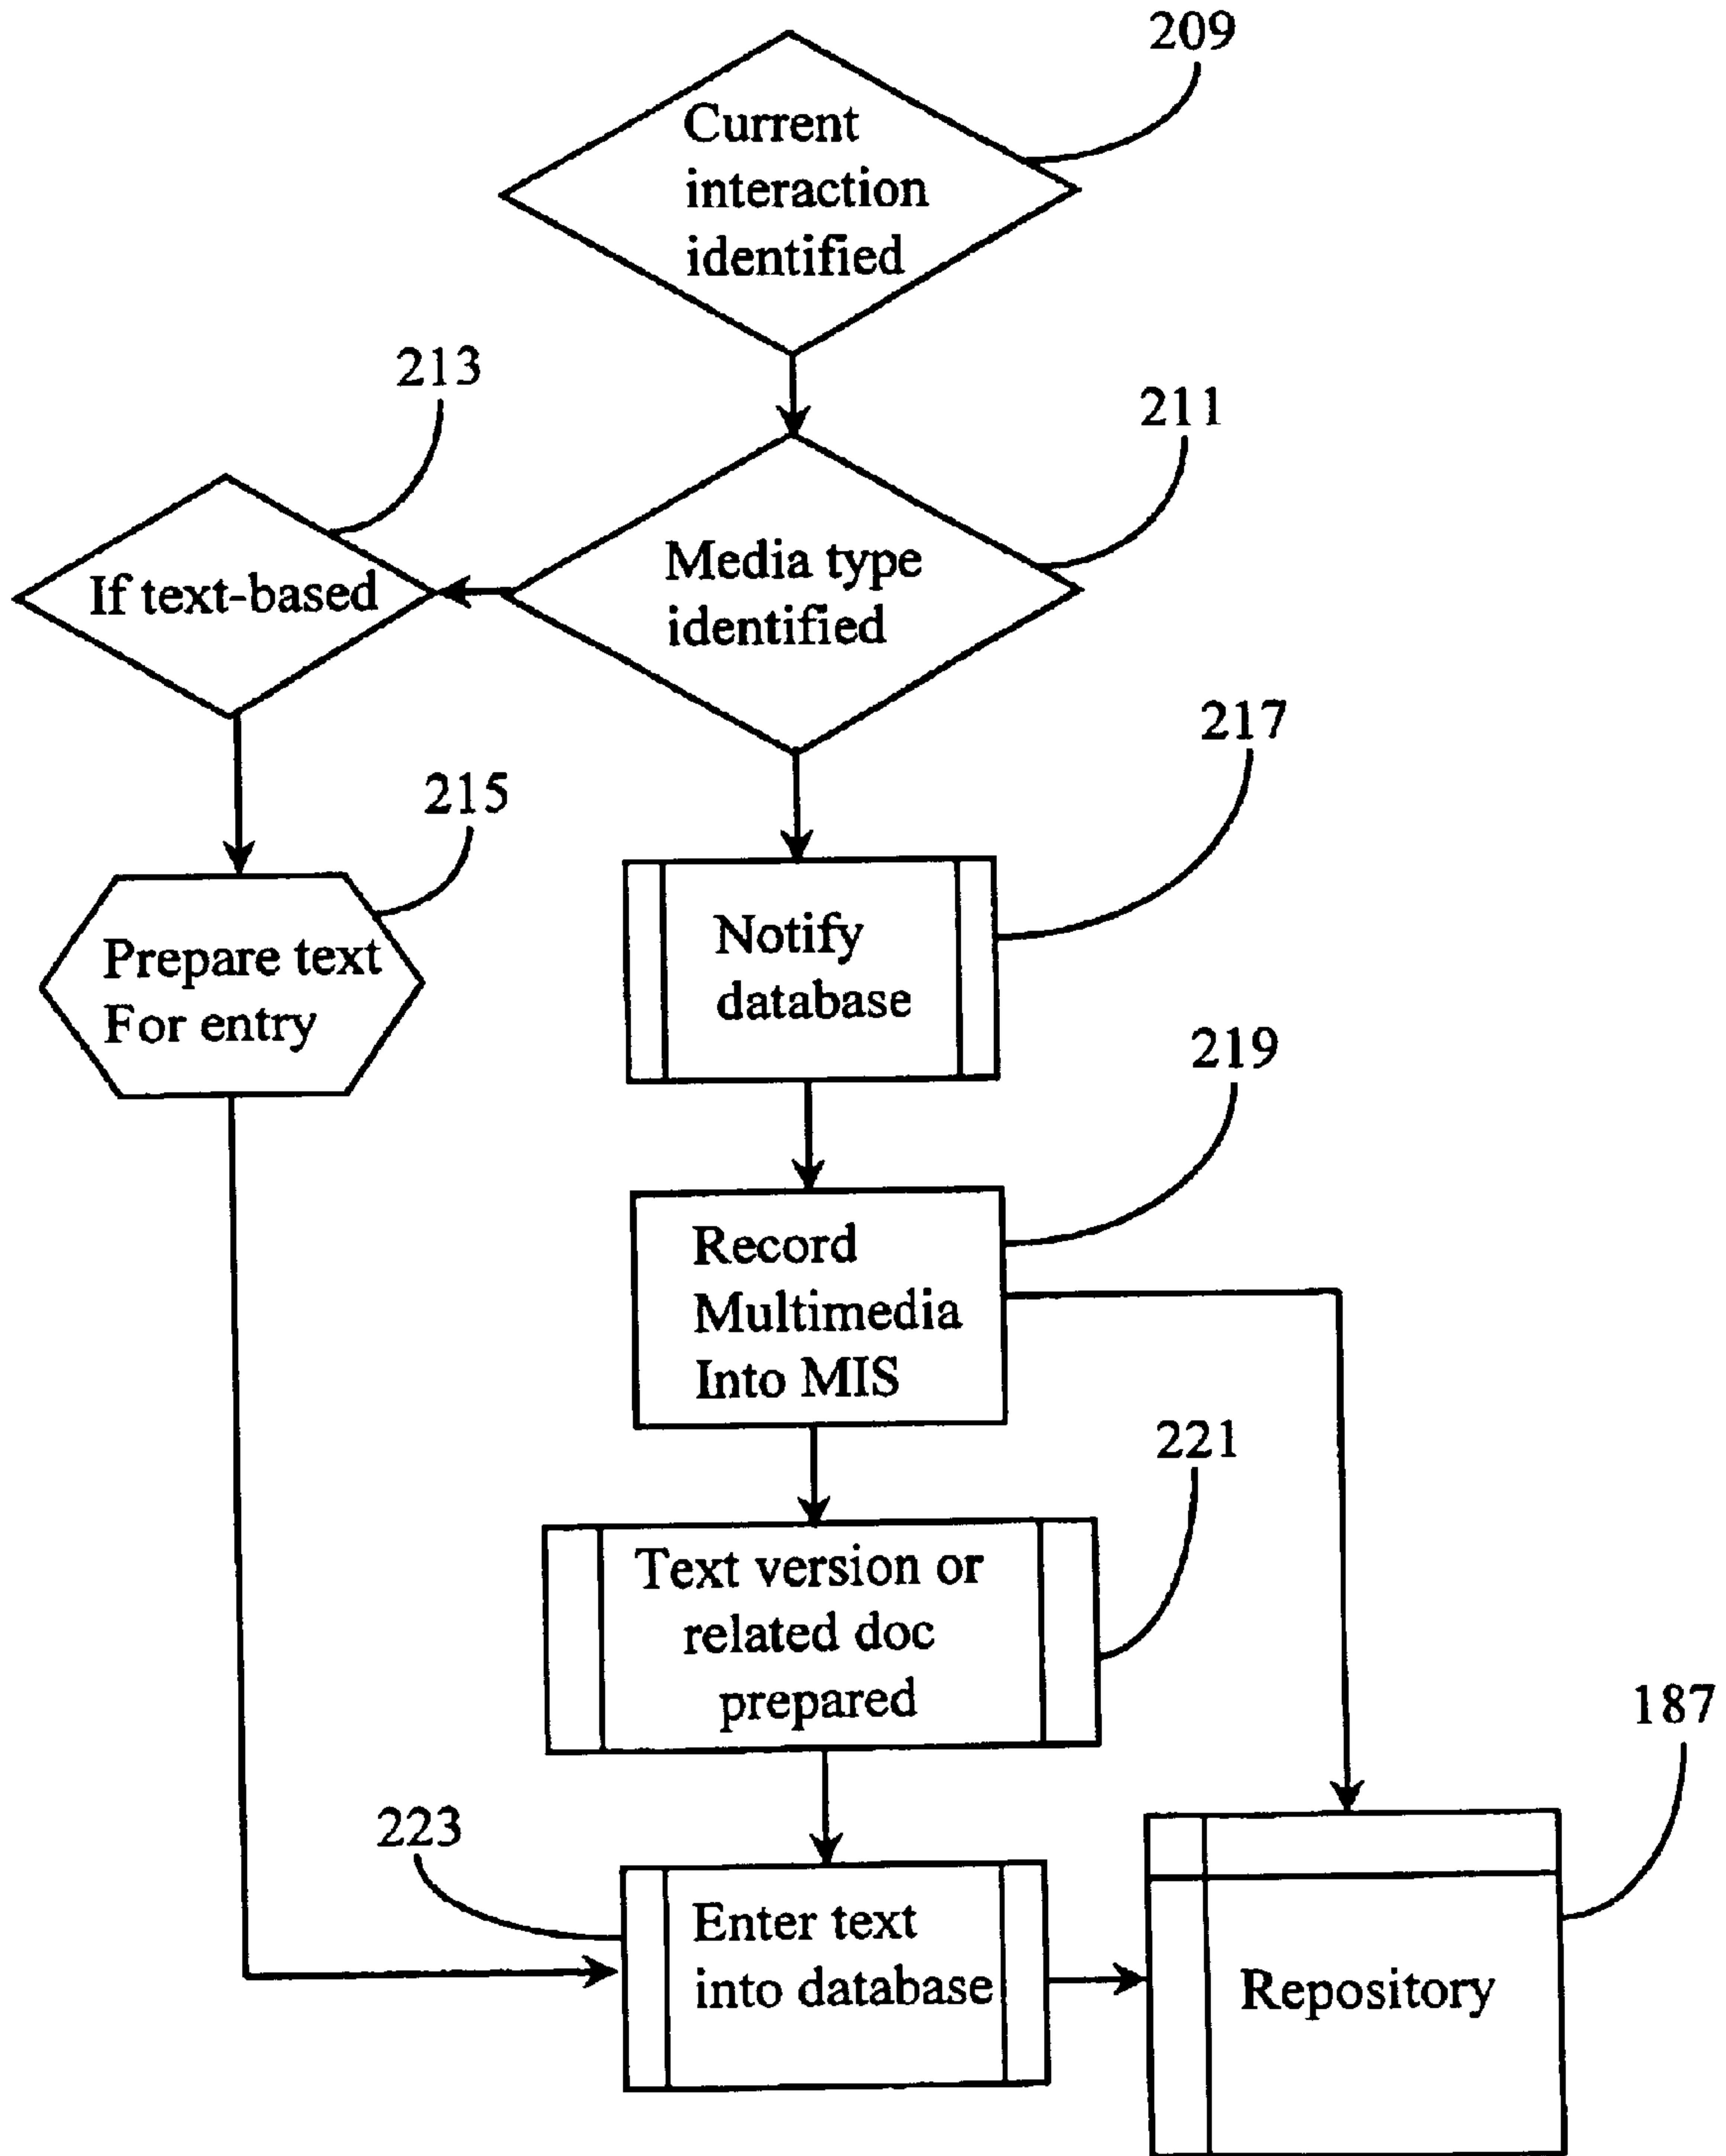 209
Current
interaction
identified
213
211
If text-based
Media type
identified
217
215
Notify
database
Prepare text
For entry
219
Record
Multimedia
Into MIS
221
Text version or
related doc
prepared
187
223
Enter text
into database
Repository